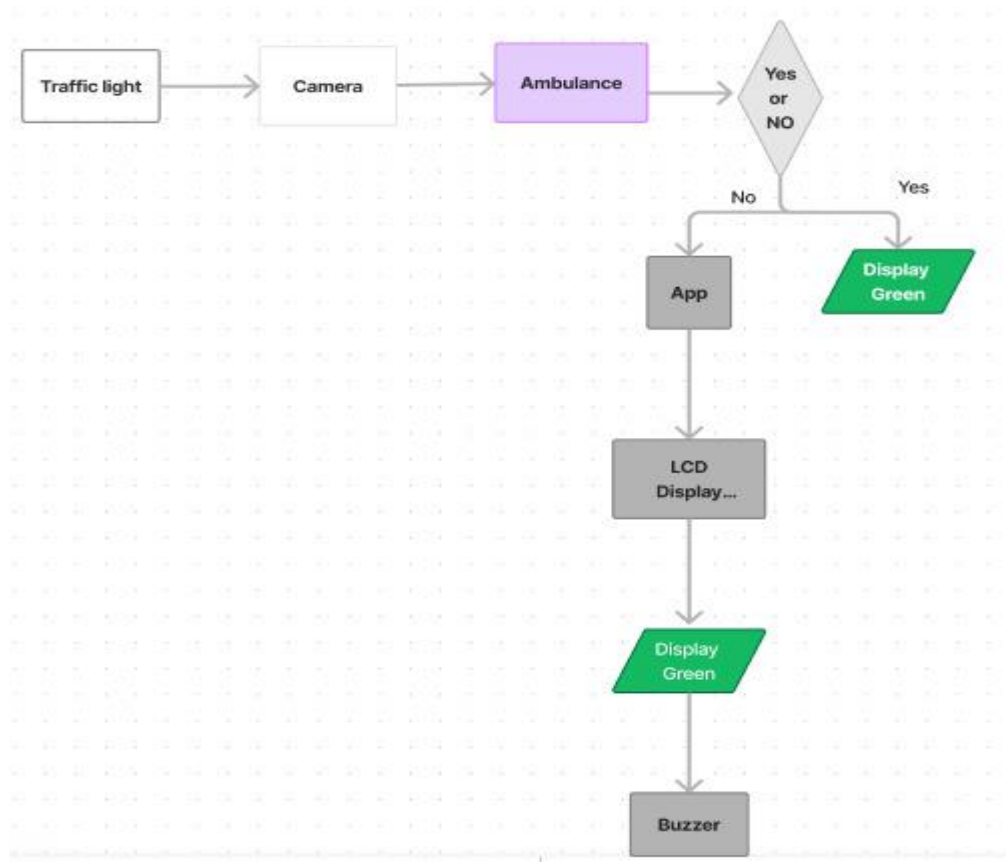 Traffic light
Camera
Ambulance
Yes
or
NO
No
Yes
App
Display
Green
LCD
Display...
Display
Green
Buzzer